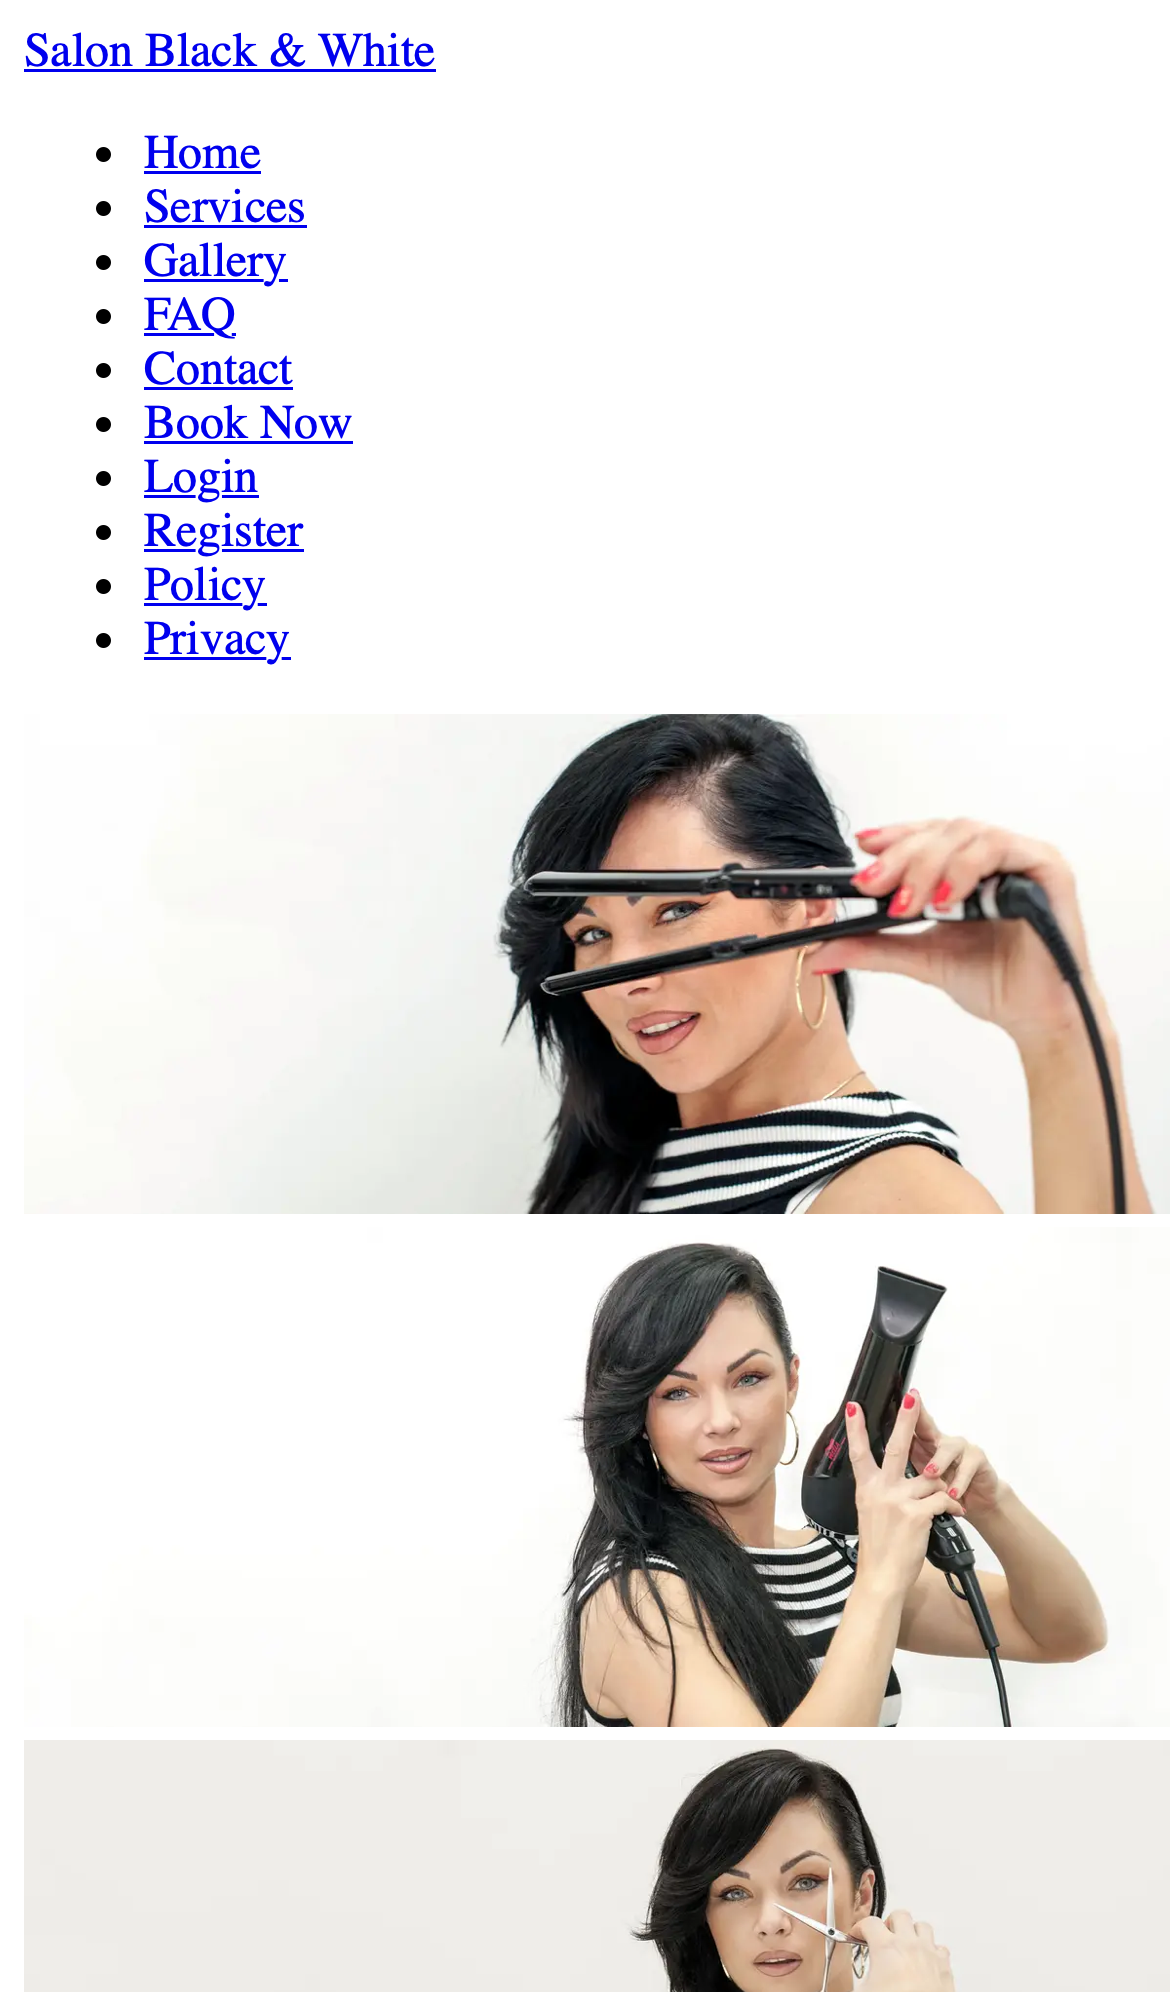 Salon Black & White
Home
Services
Gallery
FAQ
Contact
Book Now
Login
Register
Policy
Privacy